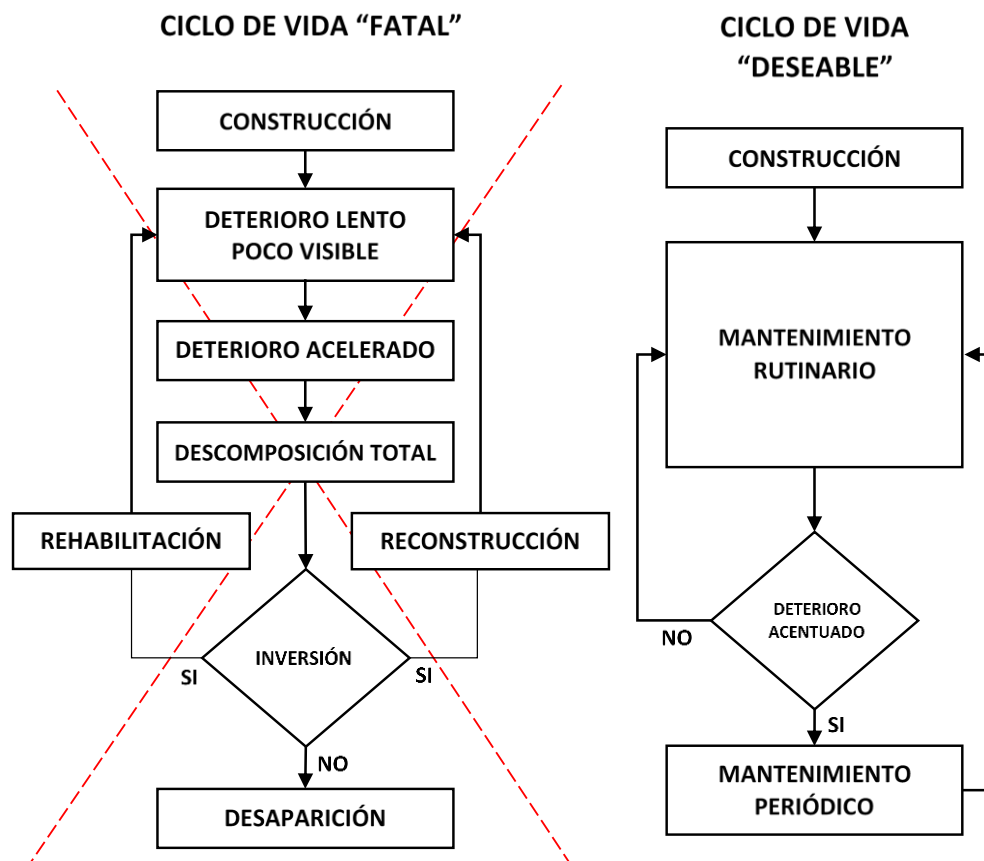 CICLO DE VIDA “FATAL”
CONSTRUCCIÓN
DETERIORO LENTO
POCO VISIBLE
DETERIORO ACELERADO
DESCOMPOSICIÓN TOTAL
REHABILITACIÓN
RECONSTRUCCIÓN
INVERSIÓN
SI
SI
NO
DESAPARICIÓN
CICLO DE VIDA
“DESEABLE”
CONSTRUCCIÓN
MANTENIMIENTO
RUTINARIO
DETERIORO
ACENTUADO
NO
SI
MANTENIMIENTO
PERIÓDICO